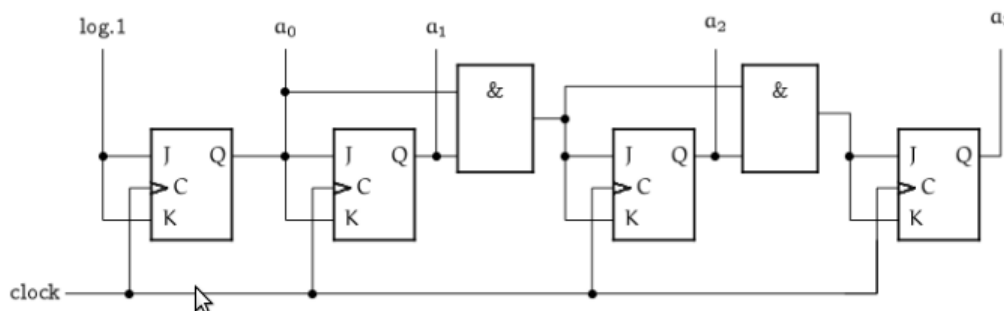 log.1 a₀ a₁ a₂
& &
J Q J Q J Q J Q
C C C C
K K K K
clock